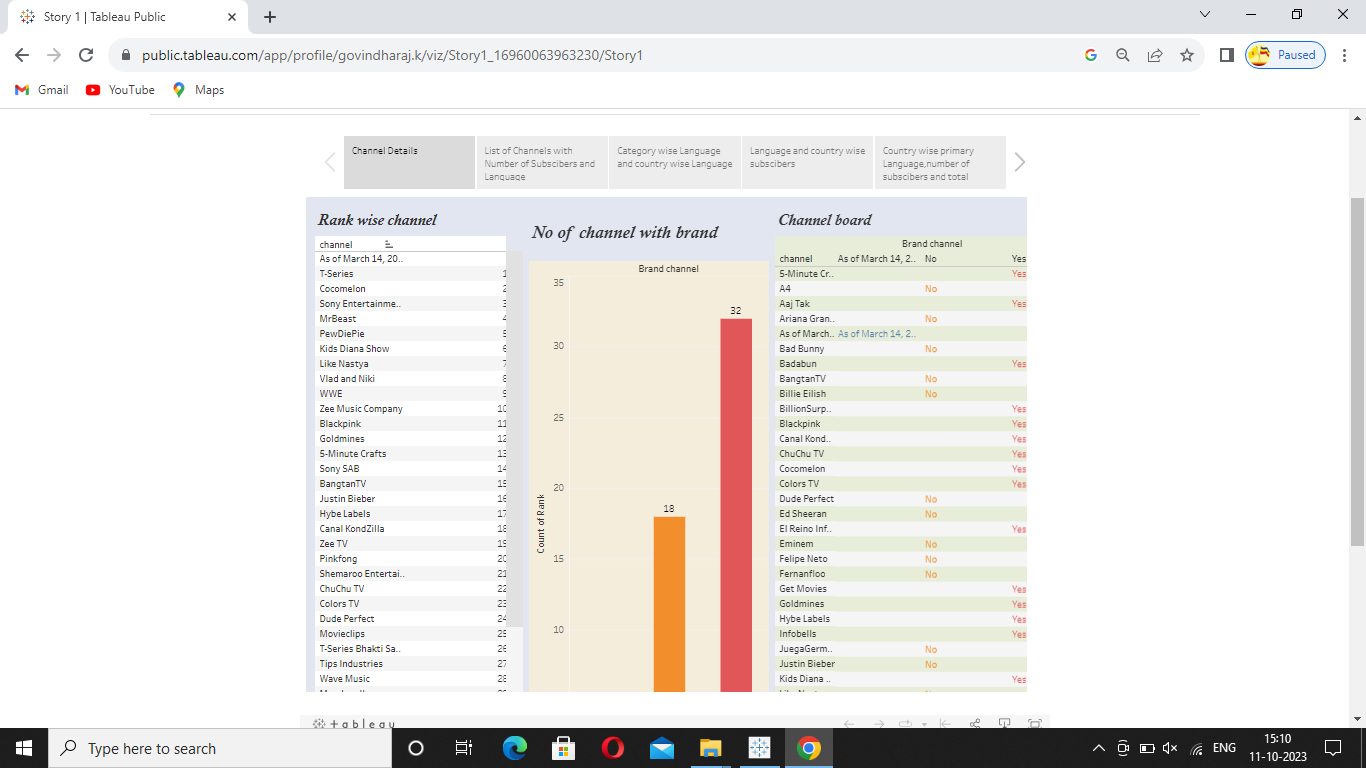 Story 1 | Tableau Public
public.tableau.com/app/profile/govindharaj.k/viz/Story1_16960063963230/Story1
Paused
Gmail
YouTube
Maps
Channel Details
List of Channels with
Number of Subscibers and
Language
Category wise Language
and country wise Language
Language and country wise
subscibers
Country wise primary
Language,number of
subscibers and total
Rank wise channel
channel
As of March 14, 20..
T-Series 1
Cocomelon 2
Sony Entertainme.. 3
MrBeast 4
PewDiePie 5
Kids Diana Show 6
Like Nastya 7
Vlad and Niki 8
WWE 9
Zee Music Company 10
Blackpink 11
Goldmines 12
5-Minute Crafts 13
Sony SAB 14
BangtanTV 15
Justin Bieber 16
Hybe Labels 17
Canal KondZilla 18
Zee TV 19
Pinkfong 20
Shemaroo Entertai.. 21
ChuChu TV 22
Colors TV 23
Dude Perfect 24
Movieclips 25
T-Series Bhakti Sa.. 26
Tips Industries 27
Wave Music 28
No of channel with brand
Brand channel
35
30
25
20
15
10
Count of Rank
18
32
Channel board
Brand channel
channel As of March 14, 2.. No Yes
5-Minute Cr.. Yes
A4 No
Aaj Tak Yes
Ariana Gran.. No
As of March.. As of March 14, 2..
Bad Bunny No
Badabun Yes
BangtanTV No
Billie Eilish No
BillionSurp.. Yes
Blackpink Yes
Canal Kond.. Yes
ChuChu TV Yes
Cocomelon Yes
Colors TV Yes
Dude Perfect No
Ed Sheeran No
El Reino Inf.. Yes
Eminem No
Felipe Neto No
Fernanfloo No
Get Movies Yes
Goldmines Yes
Hybe Labels Yes
Infobells Yes
JuegaGerm.. No
Justin Bieber No
Kids Diana .. Yes
+ a b l e a u
Type here to search
ENG
15:10
11-10-2023